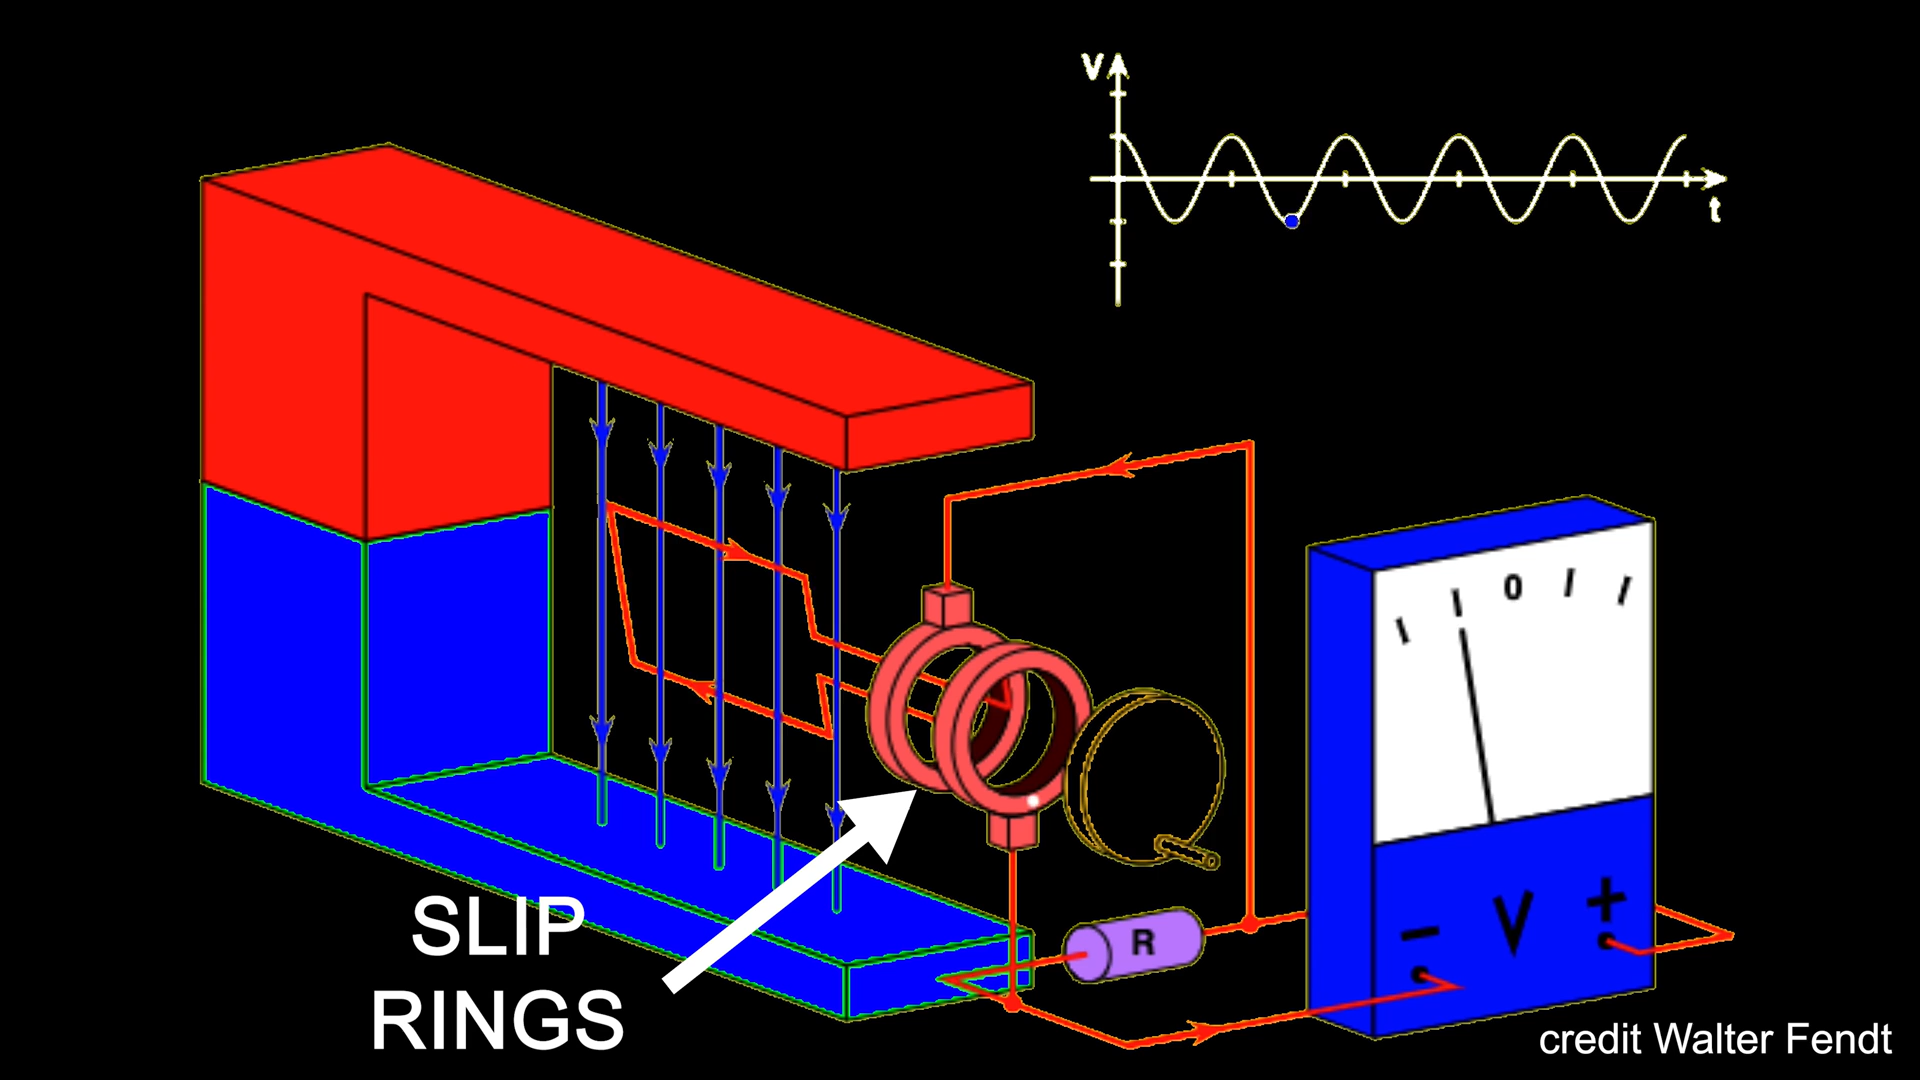 V
t
0
R
V
− +
SLIP
RINGS
credit Walter Fendt